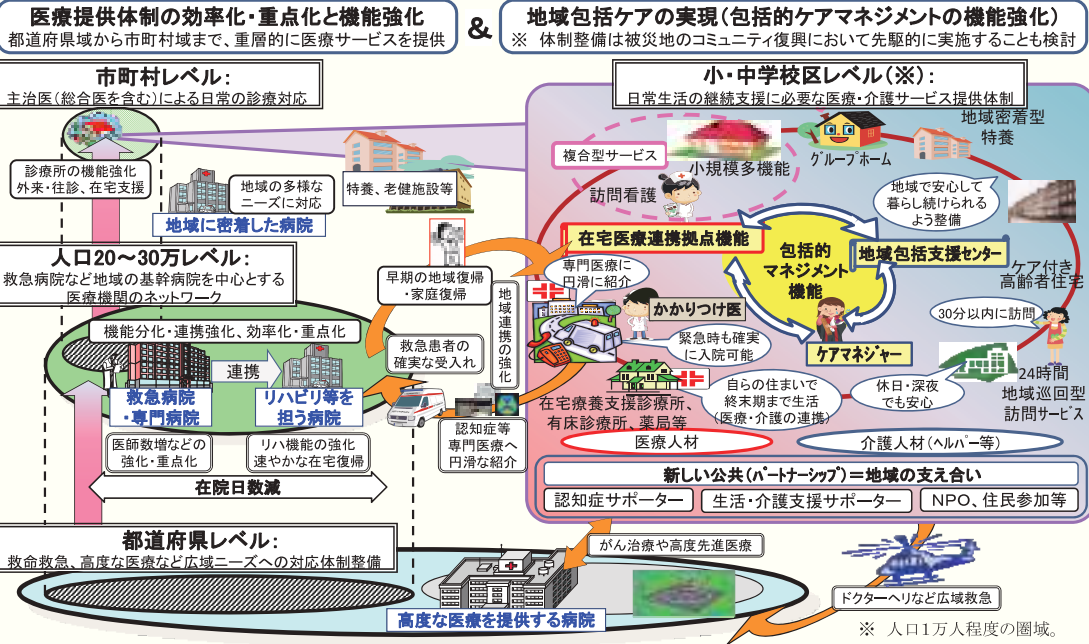 医療提供体制の効率化・重点化と機能強化
都道府県域から市町村域まで、重層的に医療サービスを提供
&
地域包括ケアの実現(包括的ケアマネジメントの機能強化)
※ 体制整備は被災地のコミュニティ復興において先駆的に実施することも検討
市町村レベル:
主治医(総合医を含む)による日常の診療対応
診療所の機能強化
外来・往診、在宅支援
地域の多様な
ニーズに対応
地域に密着した病院
特養、老健施設等
人口20~30万レベル:
救急病院など地域の基幹病院を中心とする
医療機関のネットワーク
早期の地域復帰
・家庭復帰
機能分化・連携強化、効率化・重点化
連携
救急病院
・専門病院
リハビリ等を
担う病院
救急患者の
確実な受入れ
地域連携の強化
医師数増などの
強化・重点化
リハ機能の強化
速やかな在宅復帰
認知症等
専門医療へ
円滑な紹介
在院日数減
都道府県レベル:
救命救急、高度な医療など広域ニーズへの対応体制整備
高度な医療を提供する病院
がん治療や高度先進医療
ドクターヘリなど広域救急
※ 人口1万人程度の圏域。
小・中学校区レベル(※):
日常生活の継続支援に必要な医療・介護サービス提供体制
複合型サービス
小規模多機能
訪問看護
グループホーム
地域密着型
特養
地域で安心して
暮らし続けられる
よう整備
在宅医療連携拠点機能
包括的
マネジメント
機能
地域包括支援センター
専門医療に
円滑に紹介
かかりつけ医
ケア付き
高齢者住宅
30分以内に訪問
緊急時も確実
に入院可能
ケアマネジャー
在宅療養支援診療所、
有床診療所、薬局等
自らの住まいで
終末期まで生活
(医療・介護の連携)
休日・深夜
でも安心
24時間
地域巡回型
訪問サービス
医療人材
介護人材(ヘルパー等)
新しい公共(パートナーシップ)=地域の支え合い
認知症サポーター
生活・介護支援サポーター
NPO、住民参加等